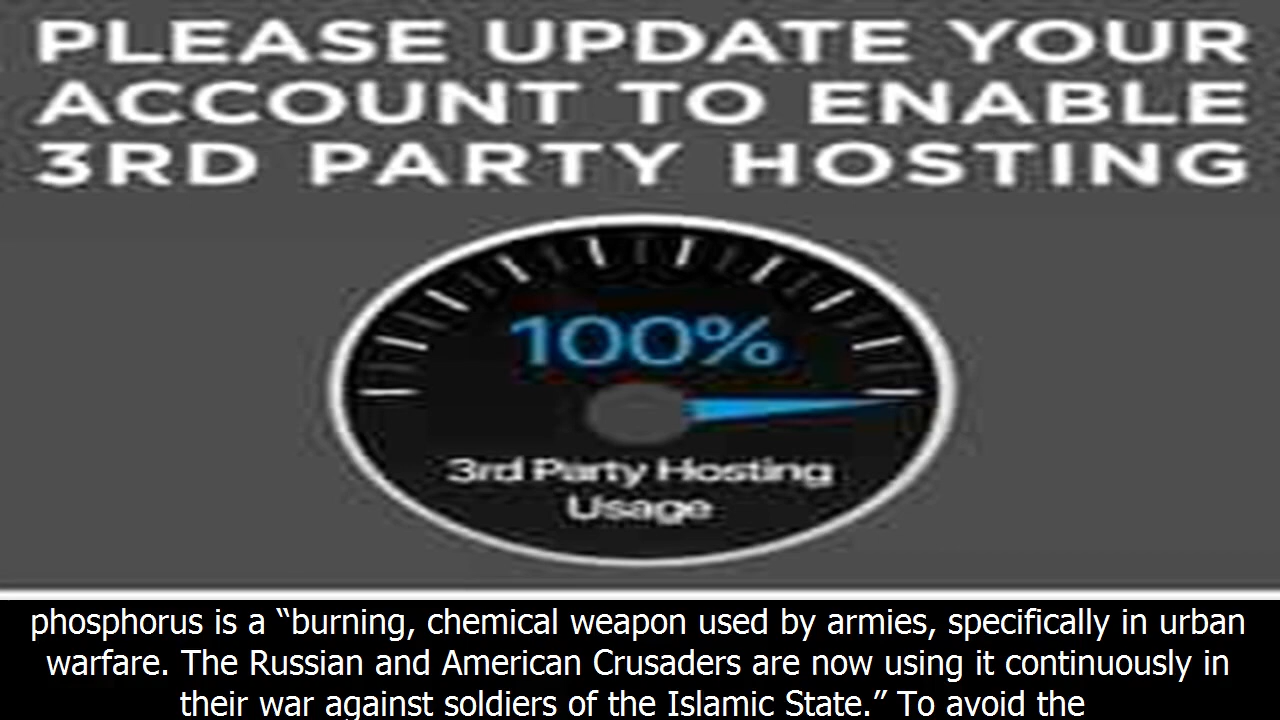 PLEASE UPDATE YOUR
ACCOUNT TO ENABLE
3RD PARTY HOSTING
100%
3rd Party Hosting
Usage
phosphorus is a “burning, chemical weapon used by armies, specifically in urban
warfare. The Russian and American Crusaders are now using it continuously in
their war against soldiers of the Islamic State.” To avoid the